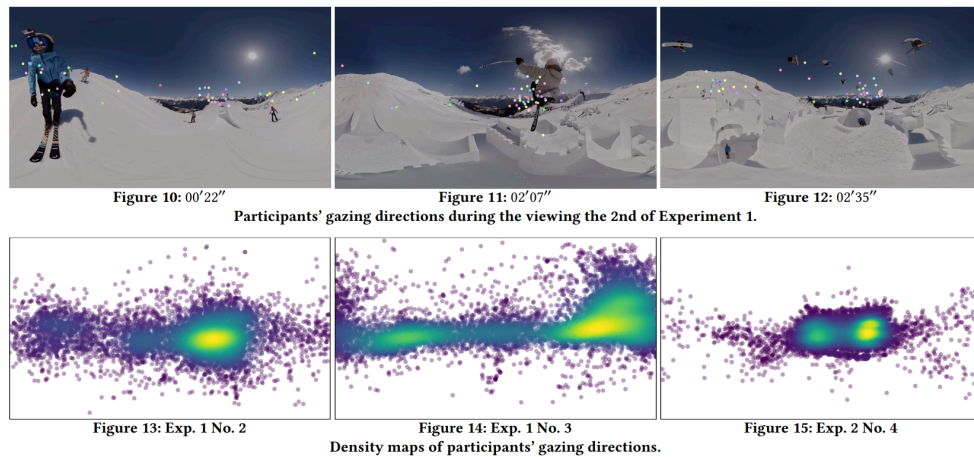 Figure 10: 00′22″
Figure 11: 02′07″
Figure 12: 02′35″
Participants' gazing directions during the viewing the 2nd of Experiment 1.
Figure 13: Exp. 1 No. 2
Figure 14: Exp. 1 No. 3
Figure 15: Exp. 2 No. 4
Density maps of participants' gazing directions.